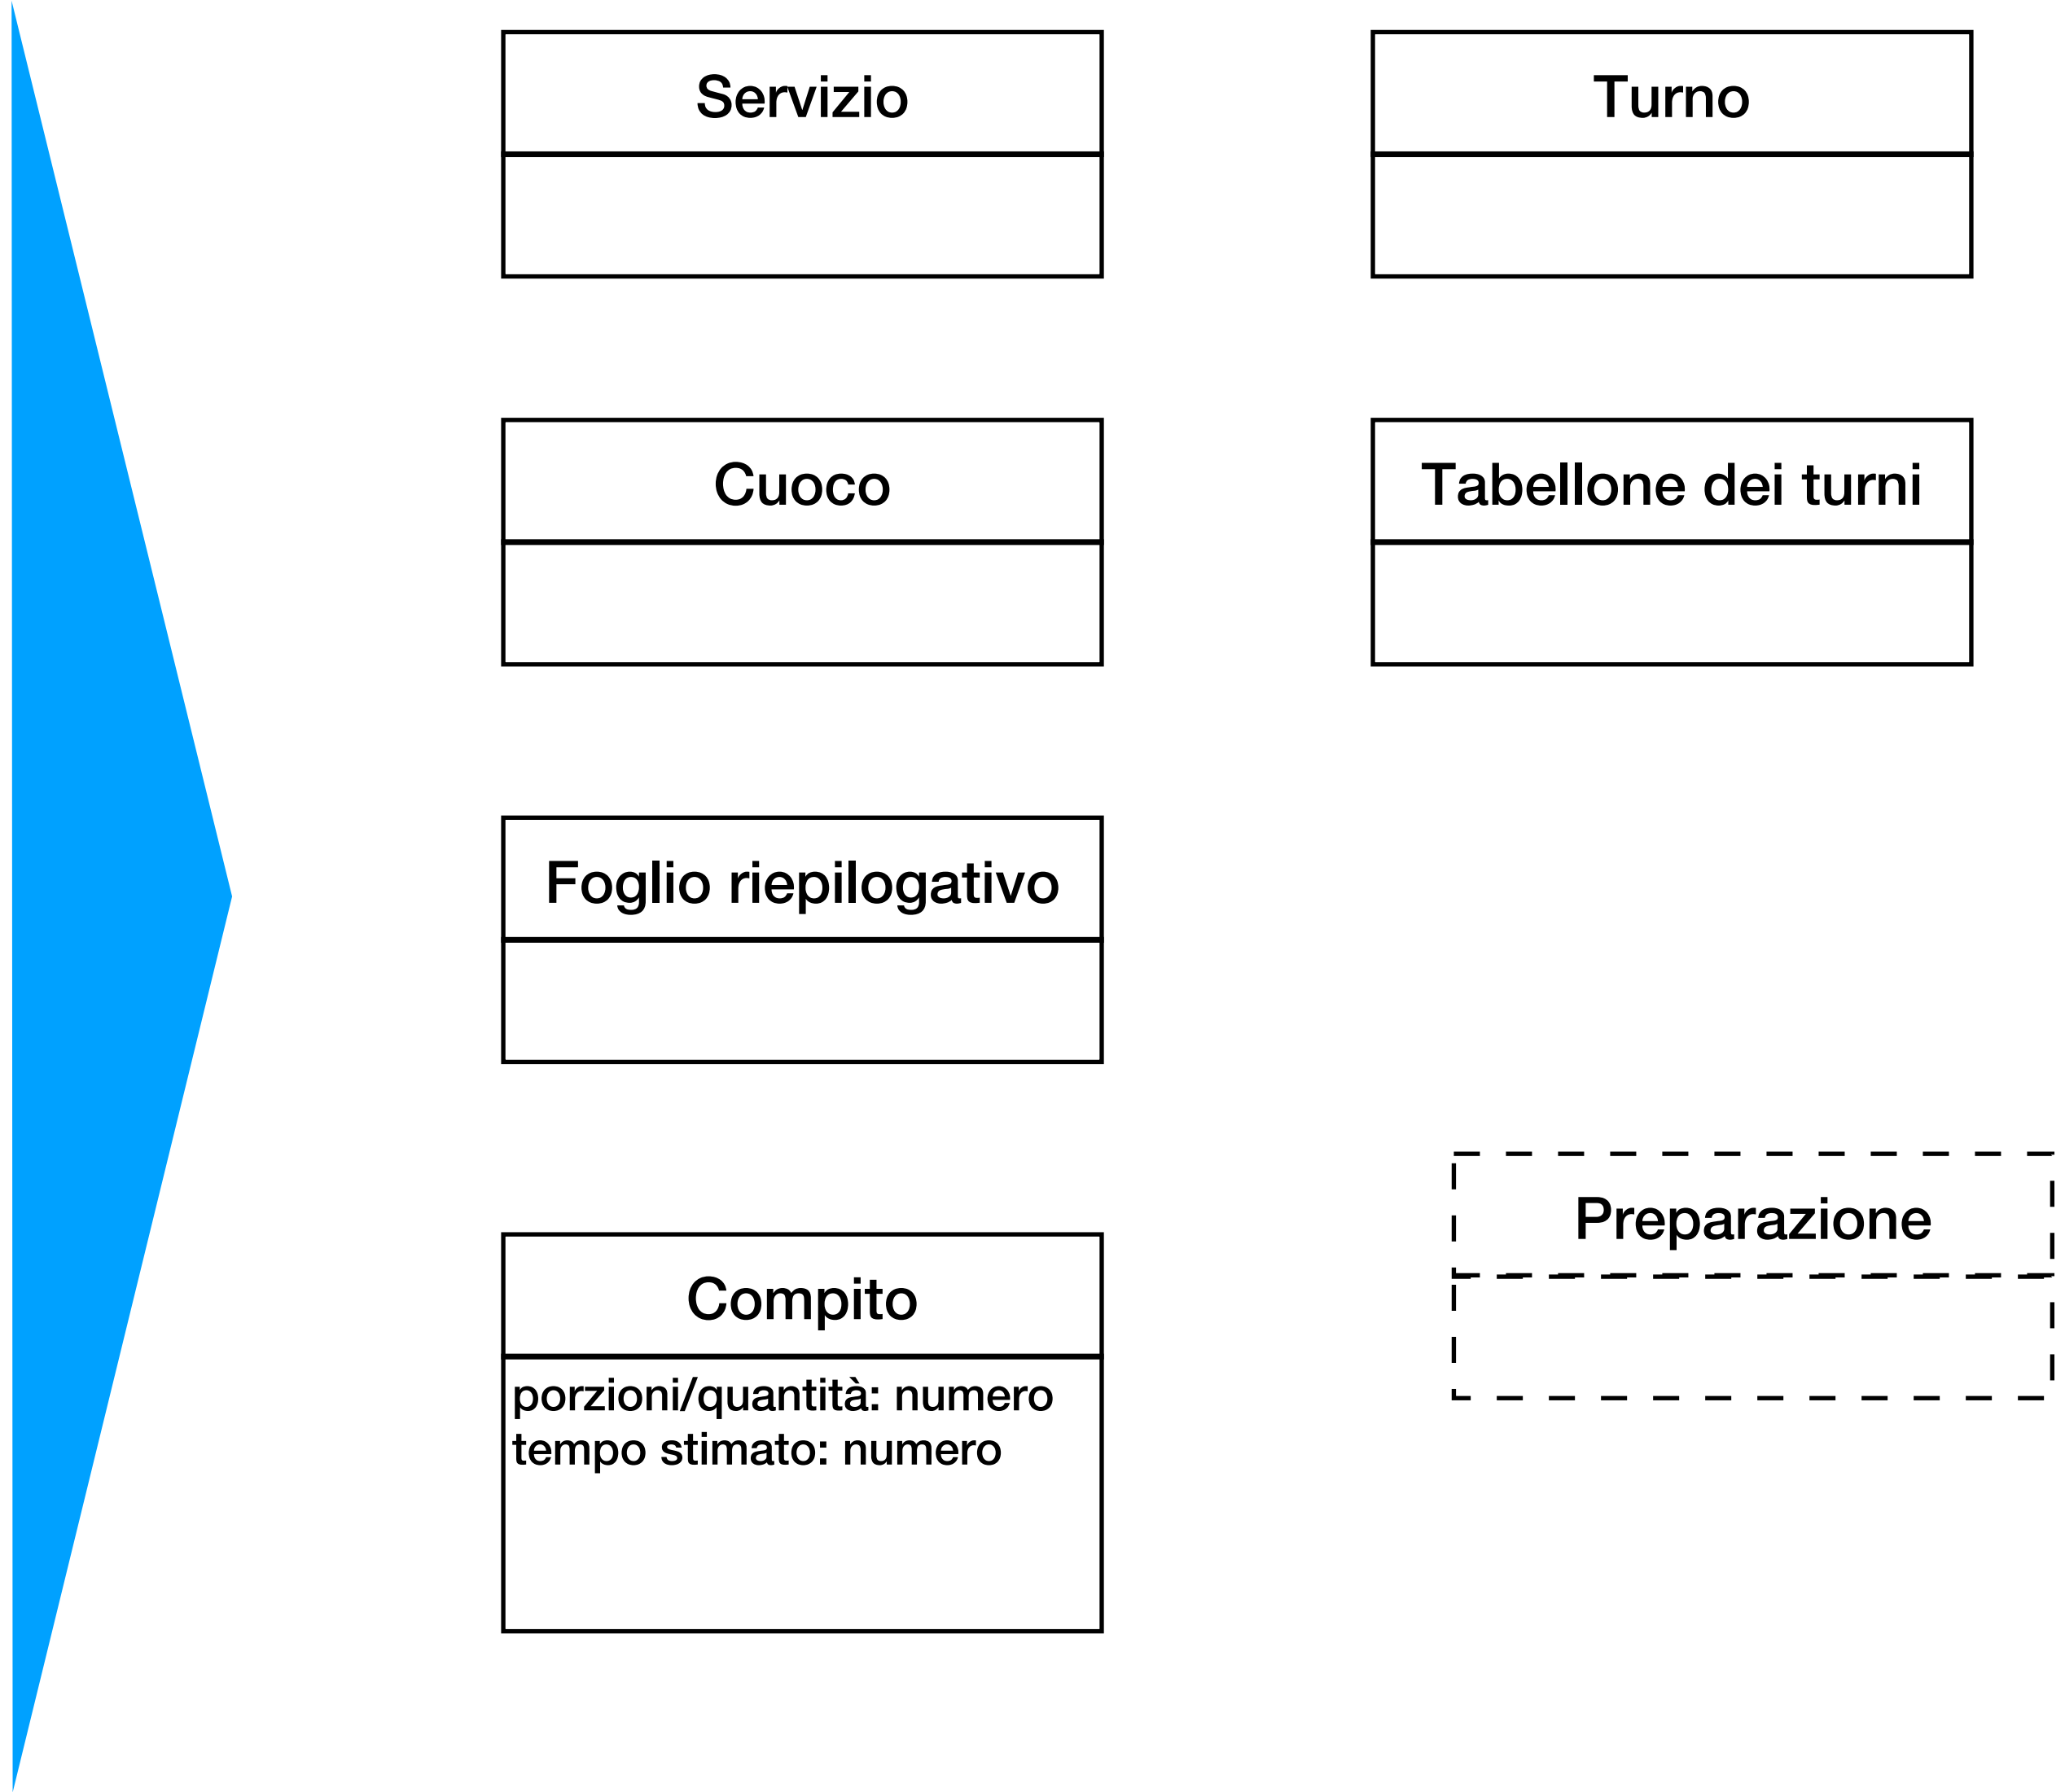 Servizio
Turno
Cuoco
Tabellone dei turni
Foglio riepilogativo
Preparazione
Compito
porzioni/quantità: numero
tempo stimato: numero